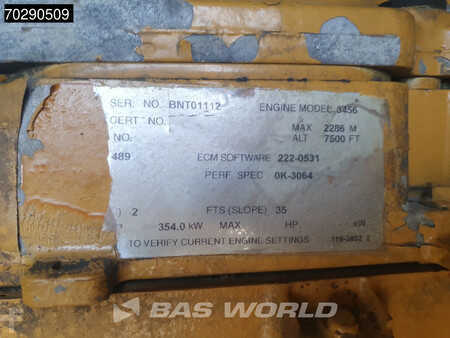 70290509
SER. NO. BNT01112 ENGINE MODEL 3456
CERT NO.
MAX 2286 M
NO. ALT 7500 FT
489 ECM SOFTWARE 222-0531
PERF. SPEC 0K-3064
) 2 FTS (SLOPE) 35
354.0 kW MAX HP. kW
TO VERIFY CURRENT ENGINE SETTINGS
BAS WORLD